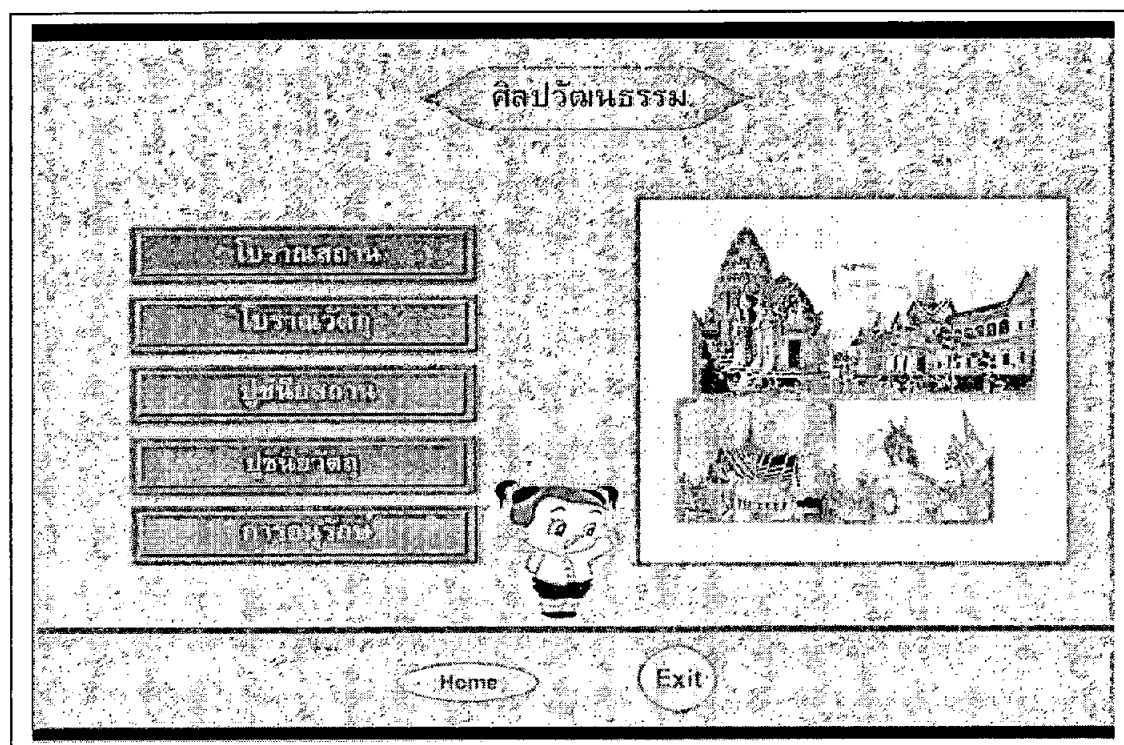 ศิลปวัฒนธรรม
โบราณสถาน
โบราณวัตถุ
ปูชนียสถาน
ปูชนียวัตถุ
การอนุรักษ์
Home
Exit